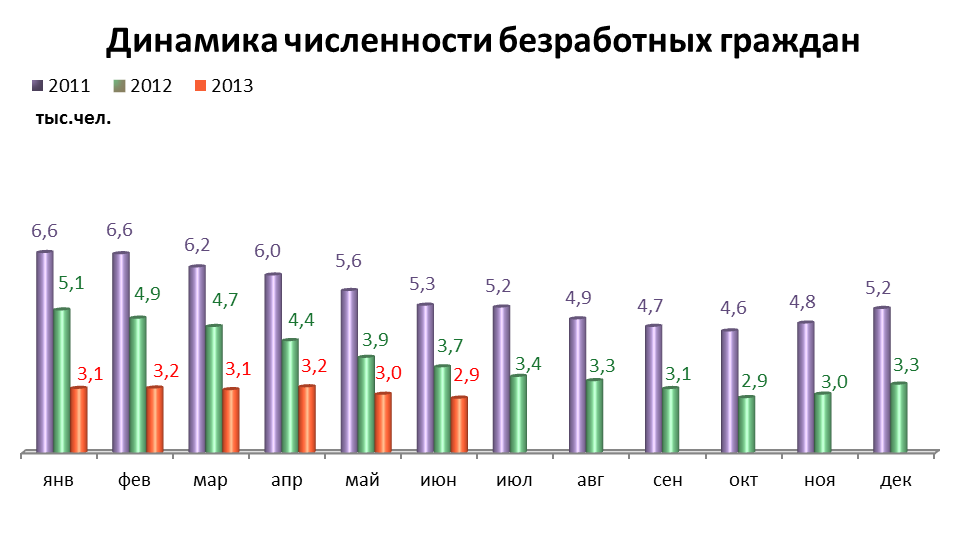 Динамика численности безработных граждан
2011 2012 2013
тыс.чел.
6,6 5,1 3,1
6,6 4,9 3,2
6,2 4,7 3,1
6,0 4,4 3,2
5,6 3,9 3,0
5,3 3,7 2,9
5,2 3,4
4,9 3,3
4,7 3,1
4,6 2,9
4,8 3,0
5,2 3,3
янв фев мар апр май июн июл авг сен окт ноя дек